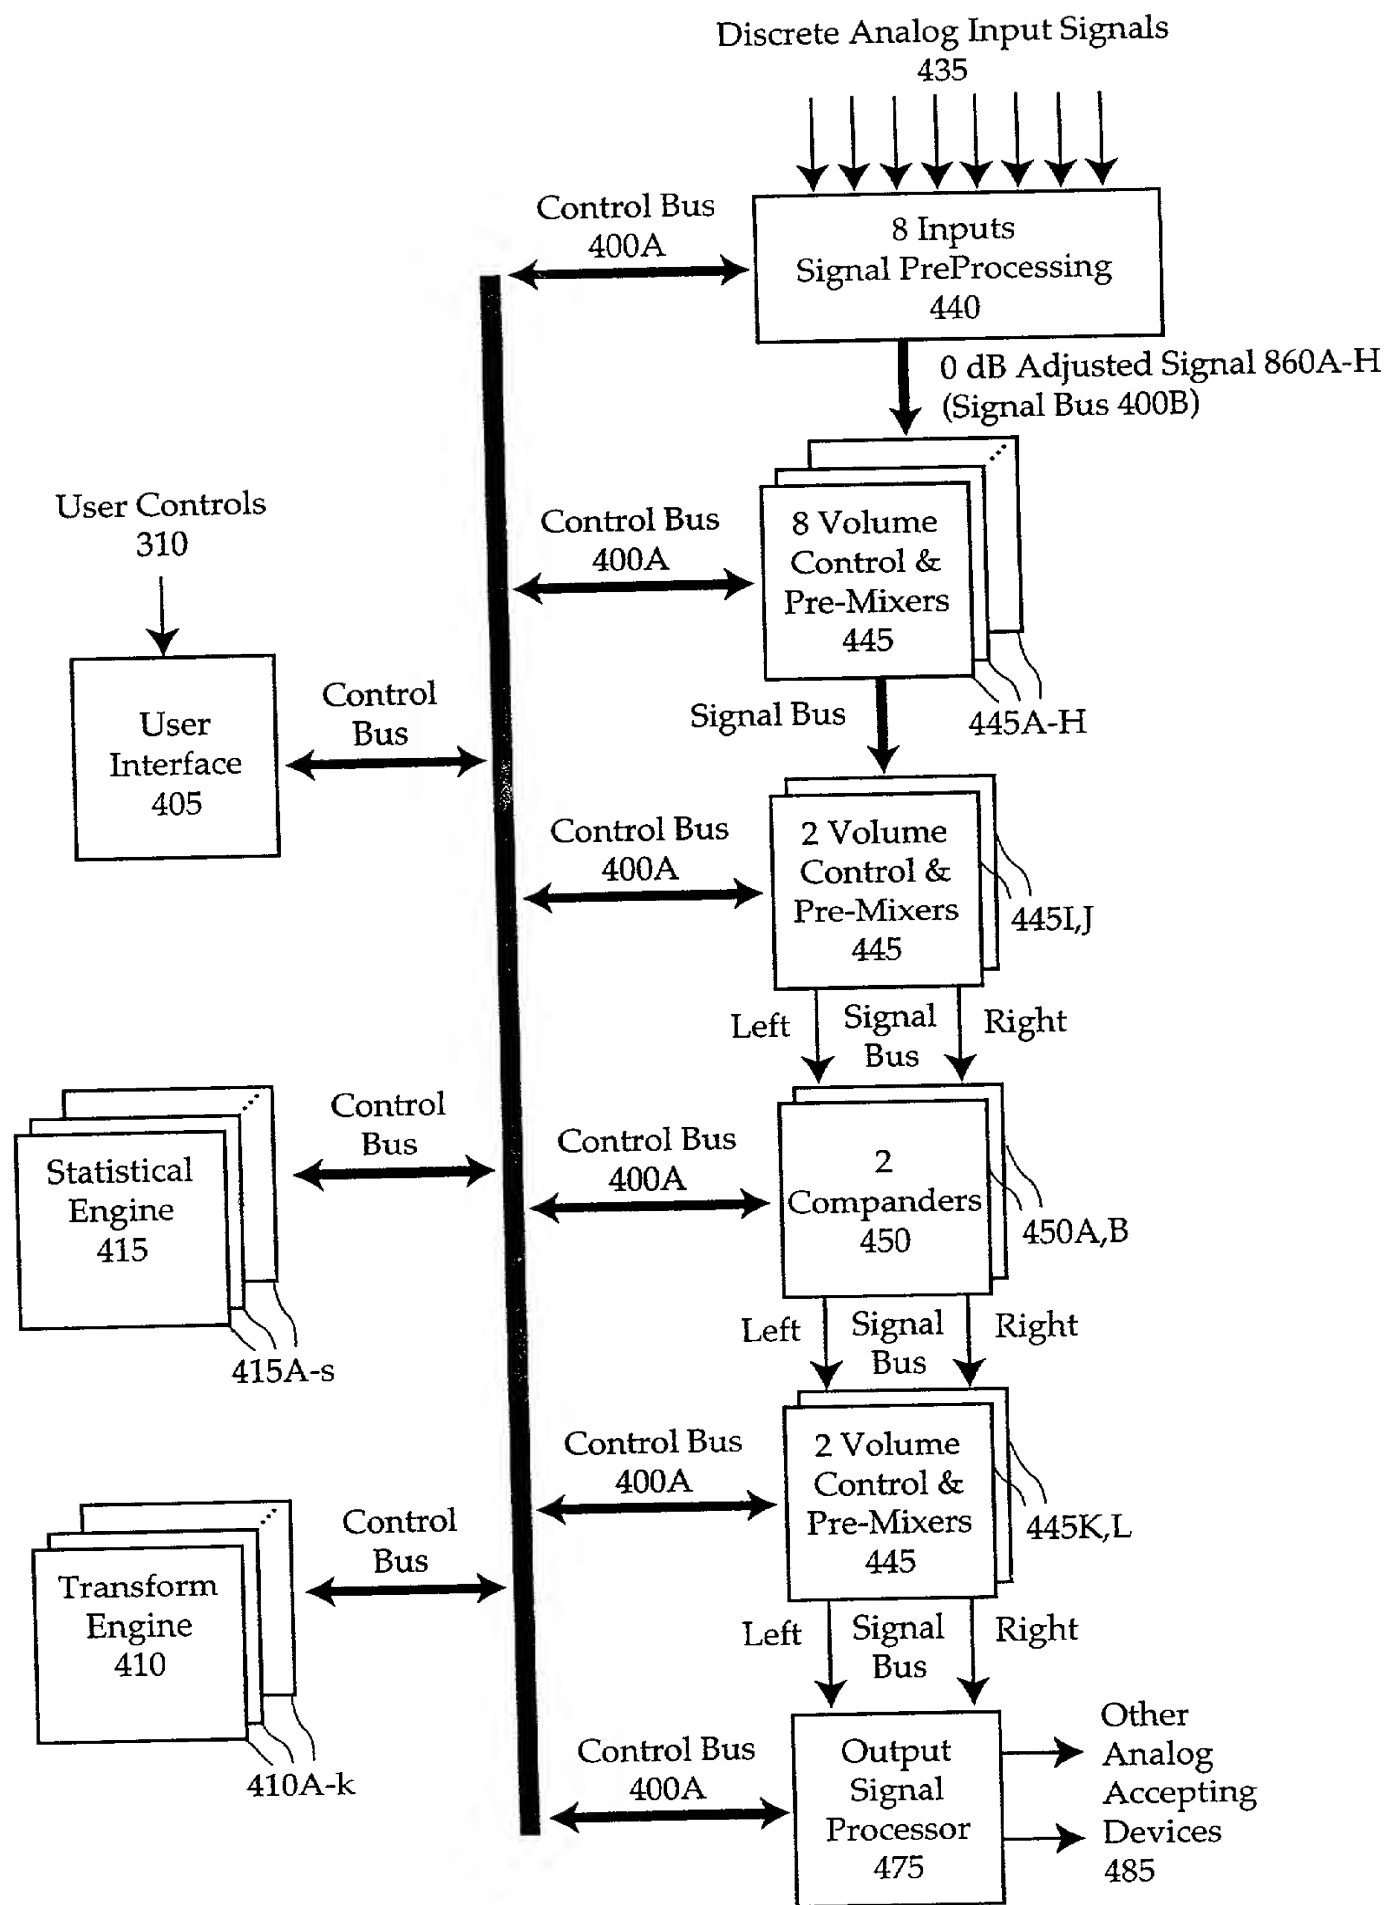 Discrete Analog Input Signals
435
Control Bus
400A
8 Inputs
Signal PreProcessing
440
0 dB Adjusted Signal 860A-H
(Signal Bus 400B)
User Controls
310
Control Bus
400A
8 Volume
Control &
Pre-Mixers
445
445A-H
User
Interface
405
Control
Bus
Signal Bus
Control Bus
400A
2 Volume
Control &
Pre-Mixers
445
445I,J
Left
Signal
Bus
Right
Statistical
Engine
415
415A-s
Control
Bus
Control Bus
400A
2
Companders
450
450A,B
Left
Signal
Bus
Right
Control Bus
400A
2 Volume
Control &
Pre-Mixers
445
445K,L
Transform
Engine
410
410A-k
Control
Bus
Left
Signal
Bus
Right
Control Bus
400A
Output
Signal
Processor
475
Other
Analog
Accepting
Devices
485